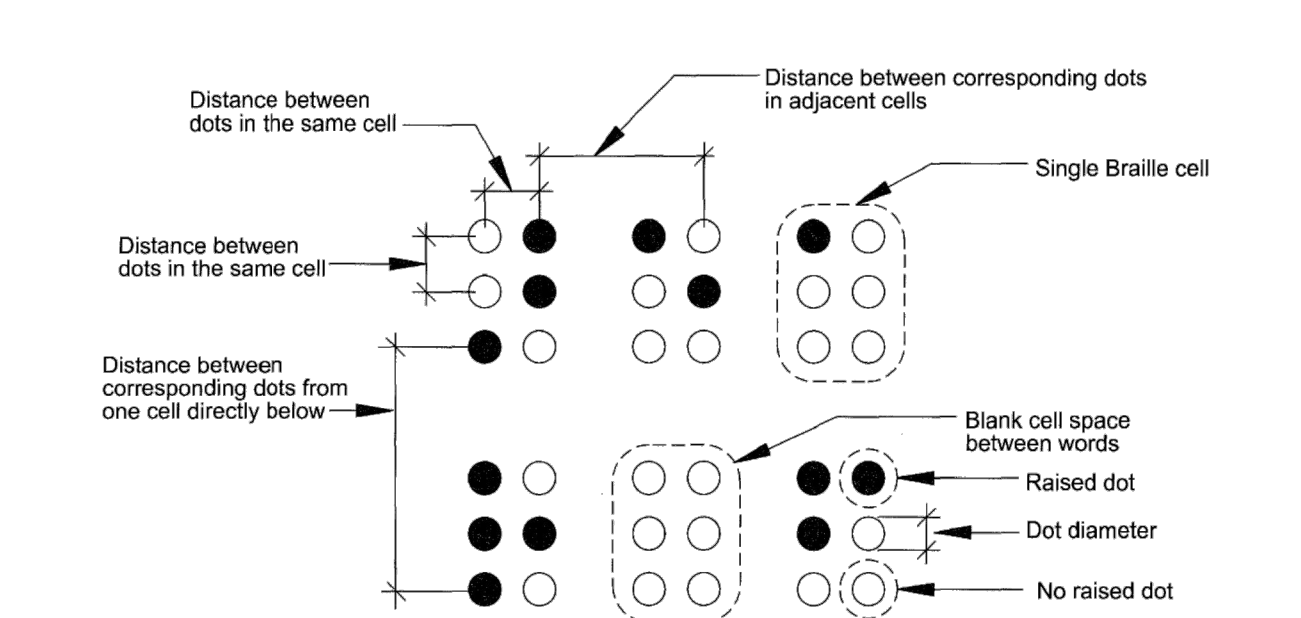 Distance between corresponding dots
in adjacent cells
Distance between
dots in the same cell
Single Braille cell
Distance between
dots in the same cell
Distance between
corresponding dots from
one cell directly below
Blank cell space
between words
Raised dot
Dot diameter
No raised dot